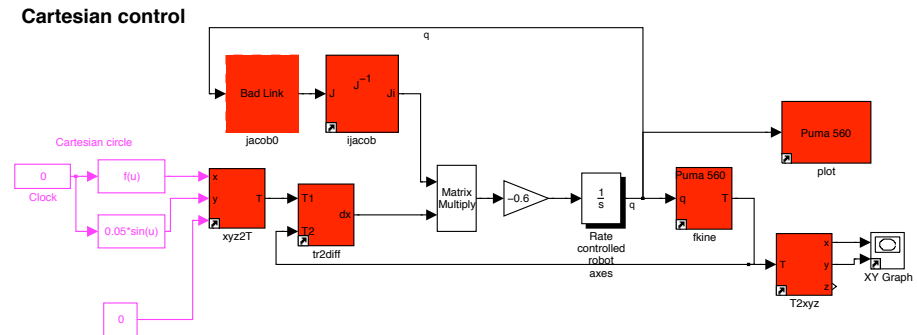 Cartesian control
q
Bad Link
jacob0
J
J
-1
Ji
ijacob
Puma 560
plot
Cartesian circle
0
Clock
f(u)
0.05*sin(u)
x
y
T
xyz2T
T1
T2
dx
tr2diff
Matrix
Multiply
-0.6
1
s
q
Rate
controlled
robot
axes
Puma 560
q
T
fkine
T
x
y
z
T2xyz
XY Graph
0